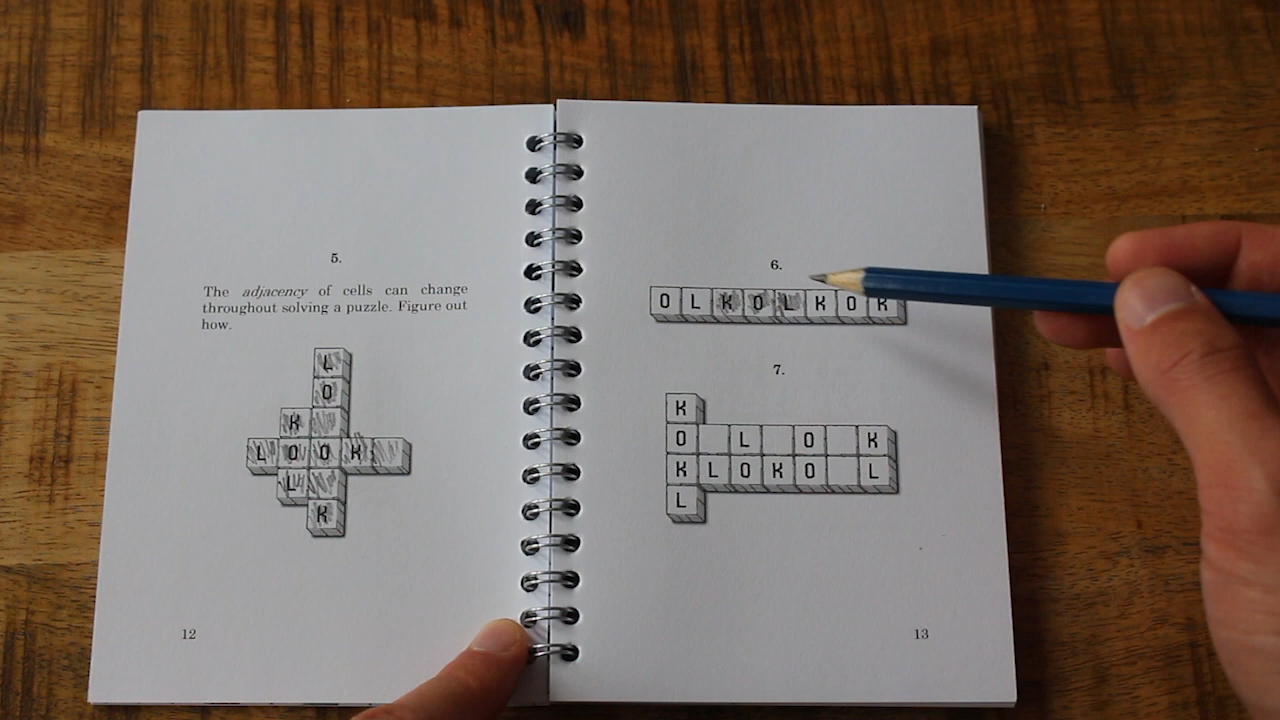 5.
The adjacency of cells can change
throughout solving a puzzle. Figure out
how.
L
O
K
L O O K
L
K
12
6.
O L K O L K O K
7.
K
O L O K
K L O K O L
L
13